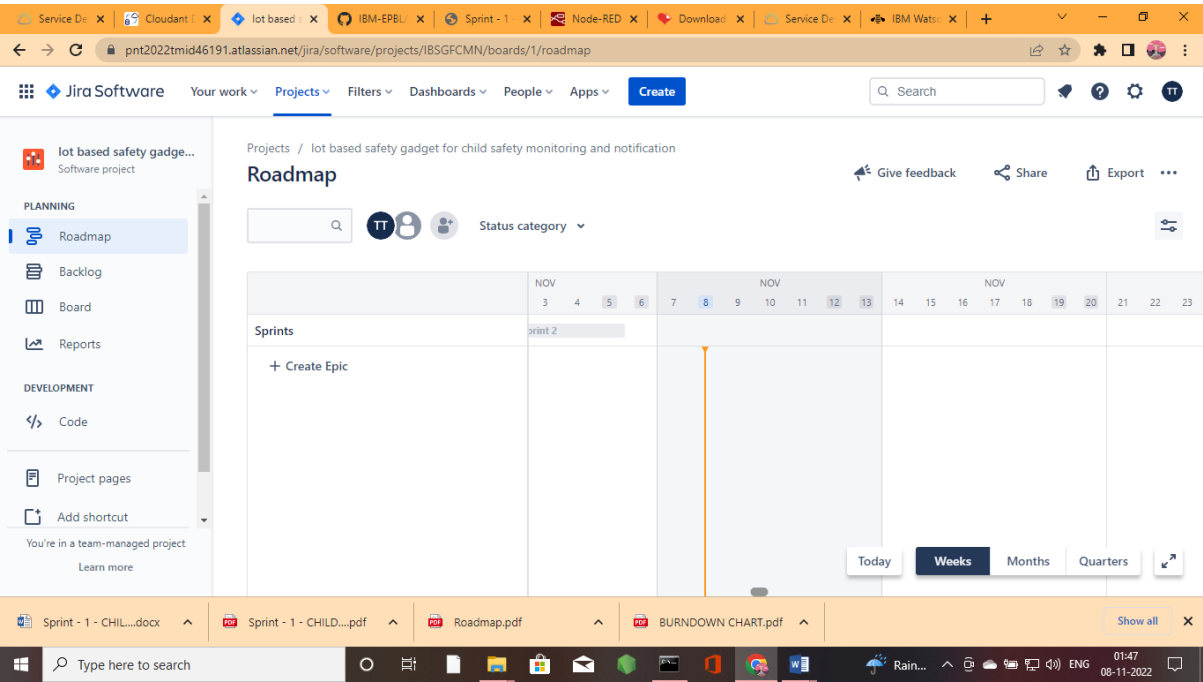 Service De
Cloudant
Iot based s
IBM-EPBL/
Sprint - 1 -
Node-RED
Download
Service De
IBM Watso
pnt2022tmid46191.atlassian.net/jira/software/projects/IBSGFCMN/boards/1/roadmap
Jira Software Your work Projects Filters Dashboards People Apps Create Search TT
Iot based safety gadge...
Software project
PLANNING
Roadmap
Backlog
Board
Reports
DEVELOPMENT
Code
Project pages
Add shortcut
You're in a team-managed project
Learn more
Projects / Iot based safety gadget for child safety monitoring and notification
Roadmap
Give feedback Share Export
TT Status category
NOV NOV NOV
3 4 5 6 7 8 9 10 11 12 13 14 15 16 17 18 19 20 21 22 23
Sprints
print 2
+ Create Epic
Today Weeks Months Quarters
Sprint - 1 - CHIL....docx Sprint - 1 - CHILD....pdf Roadmap.pdf BURNDOWN CHART.pdf Show all
Type here to search
Rain... ENG
01:47
08-11-2022